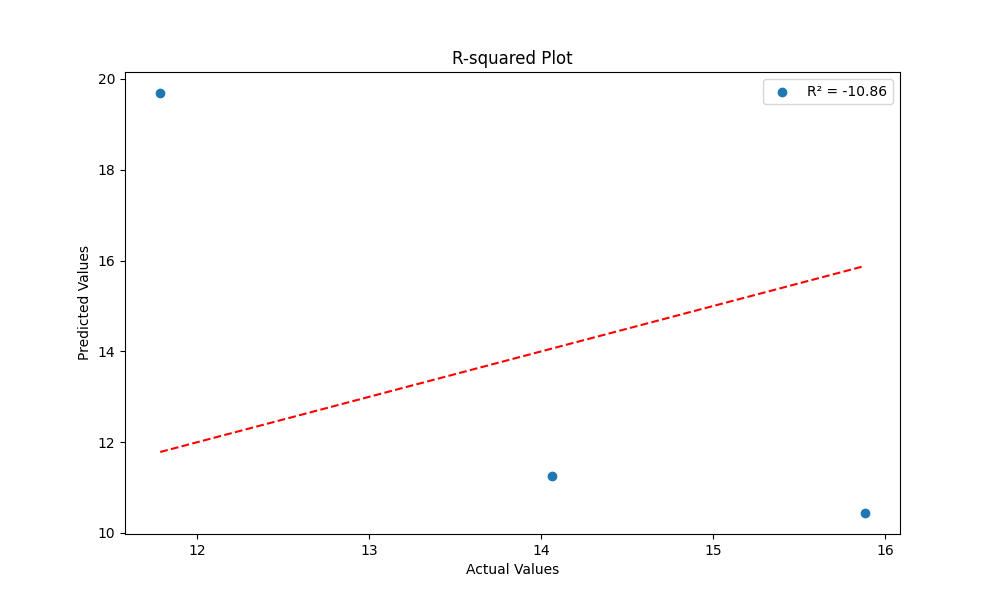 R-squared Plot
R² = -10.86
20
18
16
14
12
10
Predicted Values
12
13
14
15
16
Actual Values